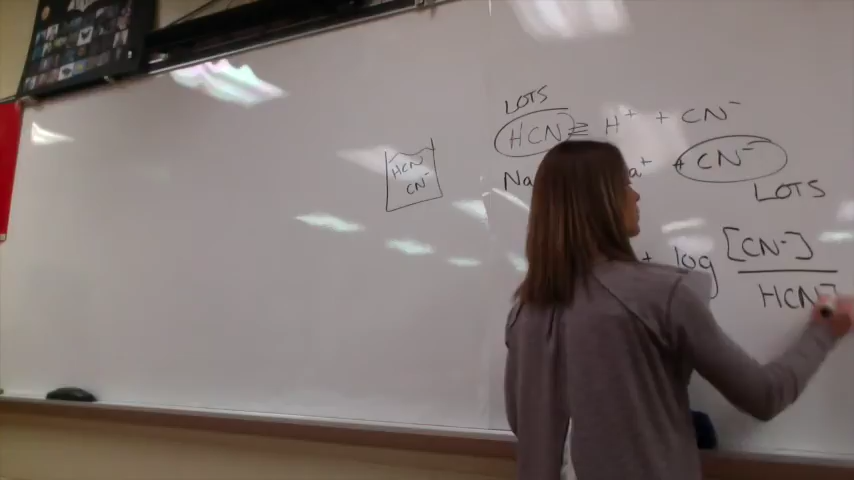 LOTS
HCN ⇌ H⁺ + CN⁻
Na a⁺ + CN⁻
LOTS
HCN
CN⁻
+ log [CN⁻]
HCN]